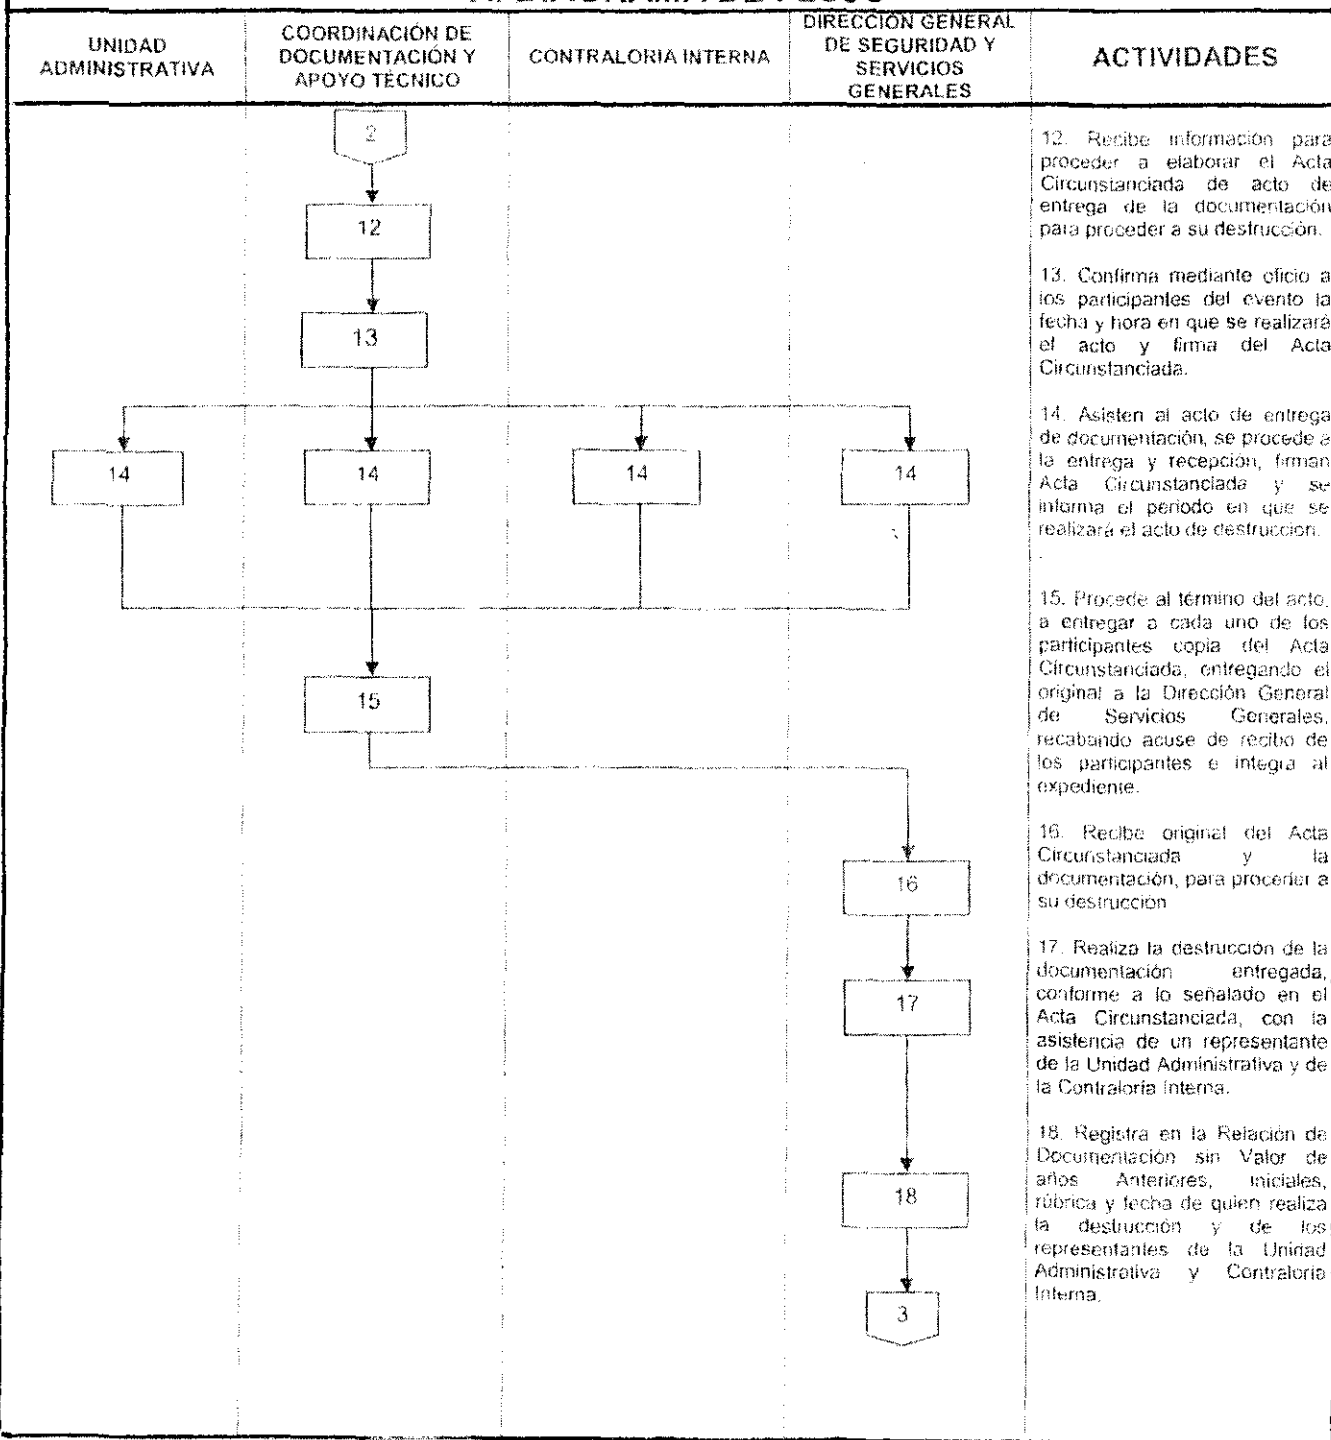 UNIDAD
ADMINISTRATIVA
COORDINACIÓN DE
DOCUMENTACIÓN Y
APOYO TÉCNICO
CONTRALORIA INTERNA
DIRECCIÓN GENERAL
DE SEGURIDAD Y
SERVICIOS
GENERALES
ACTIVIDADES
2
12
13
14
14
14
14
15
16
17
18
3
12. Recibe información para
proceder a elaborar el Acta
Circunstanciada de acto de
entrega de la documentación
para proceder a su destrucción.
13. Confirma mediante oficio a
los participantes del evento la
fecha y hora en que se realizará
el acto y firma del Acta
Circunstanciada.
14. Asisten al acto de entrega
de documentación, se procede a
la entrega y recepción, firman
Acta Circunstanciada y se
informa el periodo en que se
realizará el acto de destrucción.
15. Procede al término del acto,
a entregar a cada uno de los
participantes copia del Acta
Circunstanciada, entregando el
original a la Dirección General
de Servicios Generales,
recabando acuse de recibo de
los participantes e integra al
expediente.
16. Recibe original del Acta
Circunstanciada y la
documentación, para proceder a
su destrucción
17. Realiza la destrucción de la
documentación entregada,
conforme a lo señalado en el
Acta Circunstanciada, con la
asistencia de un representante
de la Unidad Administrativa y de
la Contraloría Interna.
18. Registra en la Relación de
Documentación sin Valor de
años Anteriores, iniciales,
rúbrica y fecha de quien realiza
la destrucción y de los
representantes de la Unidad
Administrativa y Contraloría
Interna.